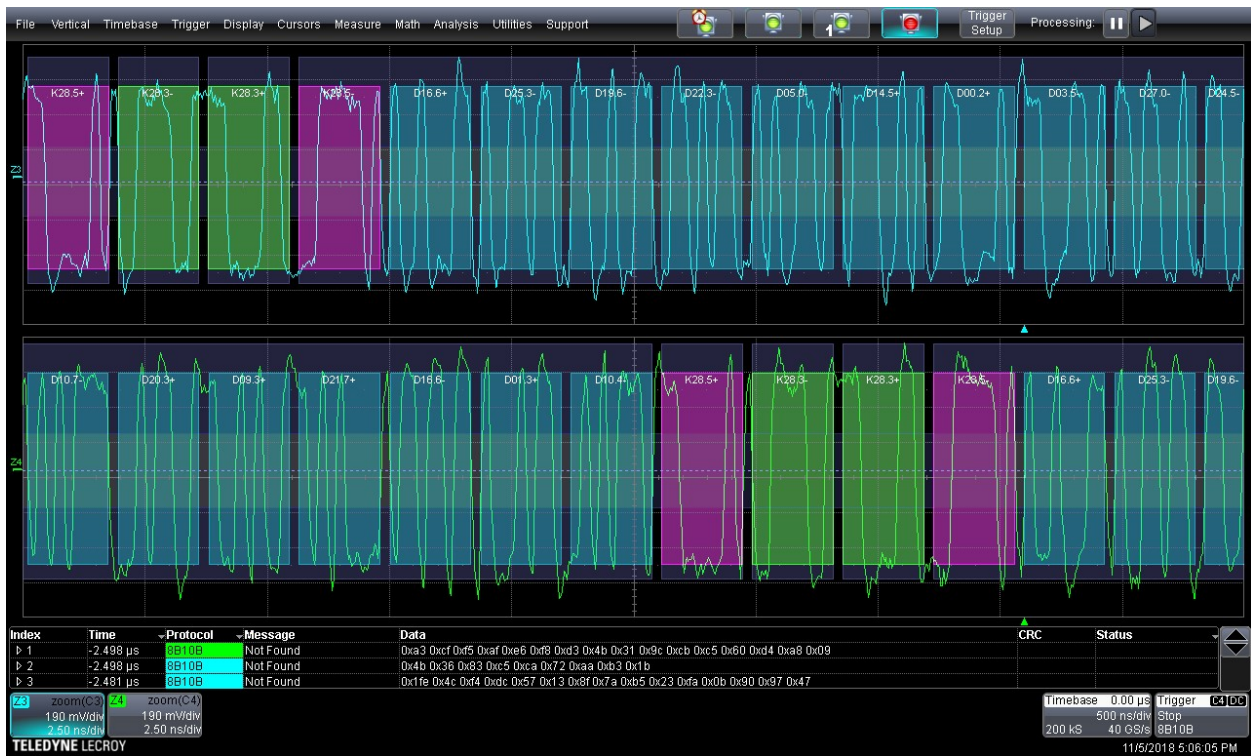 File Vertical Timebase Trigger Display Cursors Measure Math Analysis Utilities Support 1 Trigger Setup Processing:
K28.5+ K28.3- K28.3+ K28.5- D16.6+ D25.3- D19.6- D22.3- D05.0- D14.5+ D00.2+ D03.5- D27.0- D24.5-
Z3
D10.7- D20.3+ D09.3+ D21.7+ D16.6- D01.3+ D10.4- K28.5+ K28.3- K28.3+ K28.5- D16.6+ D25.3- D19.6-
Z4
Index Time Protocol Message Data CRC Status
1 -2.498 µs 8B10B Not Found 0xa3 0xcf 0xf5 0xaf 0xe6 0xf8 0xd3 0x4b 0x31 0x9c 0xcb 0xc5 0x60 0xd4 0xa8 0x09
2 -2.498 µs 8B10B Not Found 0x4b 0x36 0x83 0xc5 0xca 0x72 0xaa 0xb3 0x1b
3 -2.481 µs 8B10B Not Found 0x1fe 0x4c 0xf4 0xdc 0x57 0x13 0x8f 0x7a 0xb5 0x23 0xfa 0x0b 0x90 0x97 0x47
Z3 zoom(C3) Z4 zoom(C4) Timebase 0.00 µs Trigger C4 DC
190 mV/div 190 mV/div 500 ns/div Stop
2.50 ns/div 2.50 ns/div 200 kS 40 GS/s 8B10B
TELEDYNE LECROY 11/5/2018 5:06:05 PM